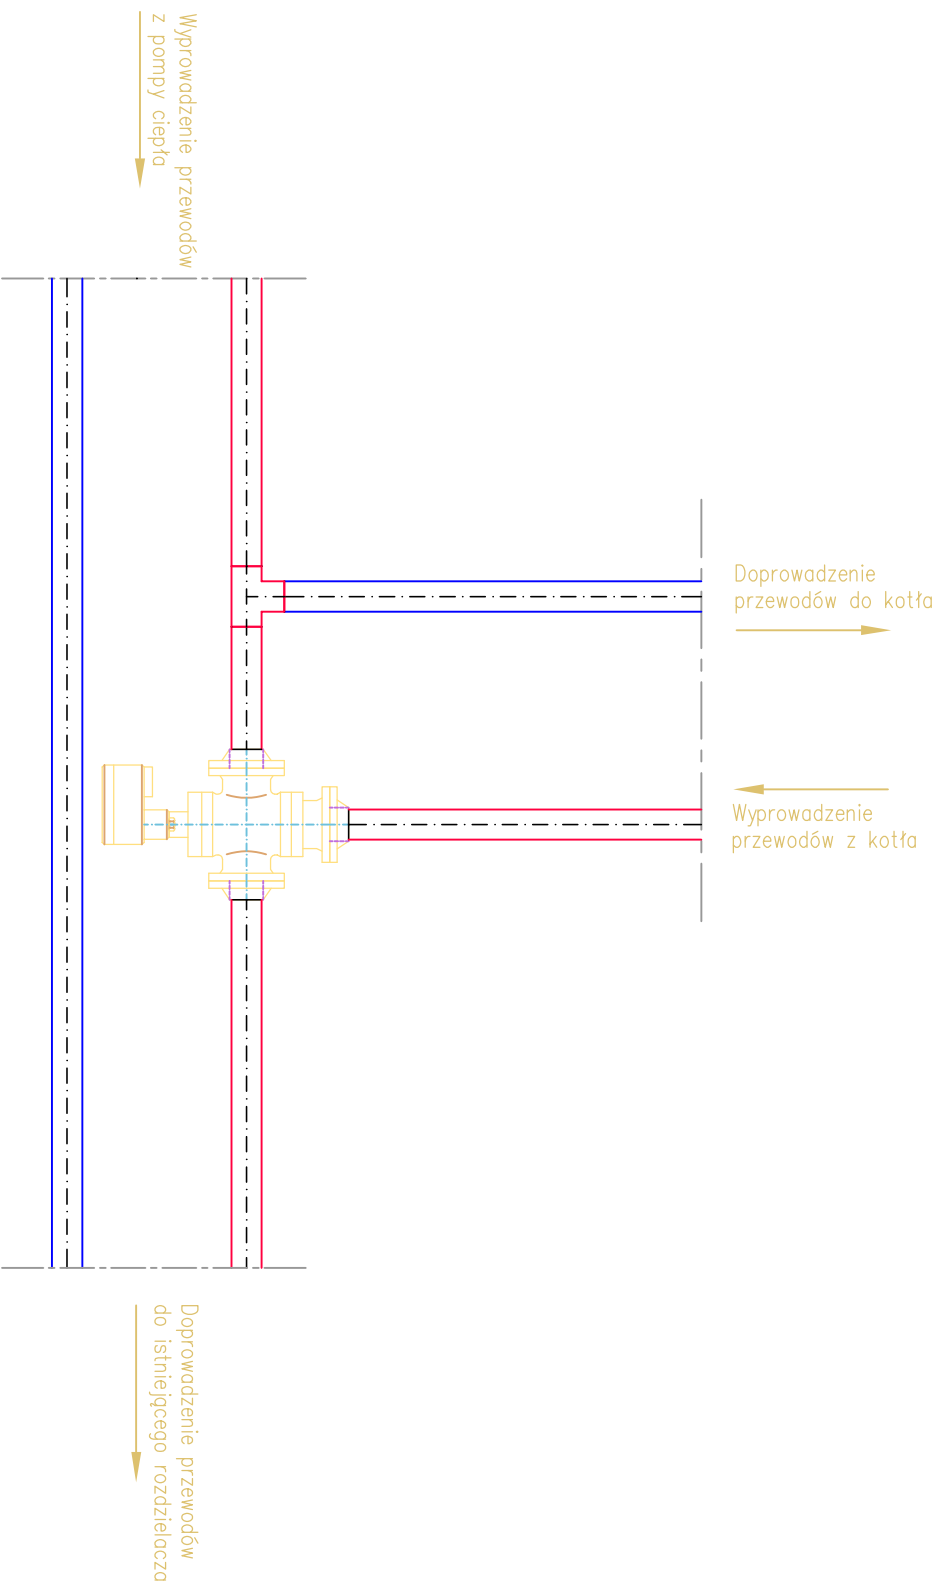 Wyprowadzenie przewodów
z pompy ciepła
Doprowadzenie
przewodów do kotła
Wyprowadzenie
przewodów z kotła
Doprowadzenie przewodów
do istniejącego rozdzielacza